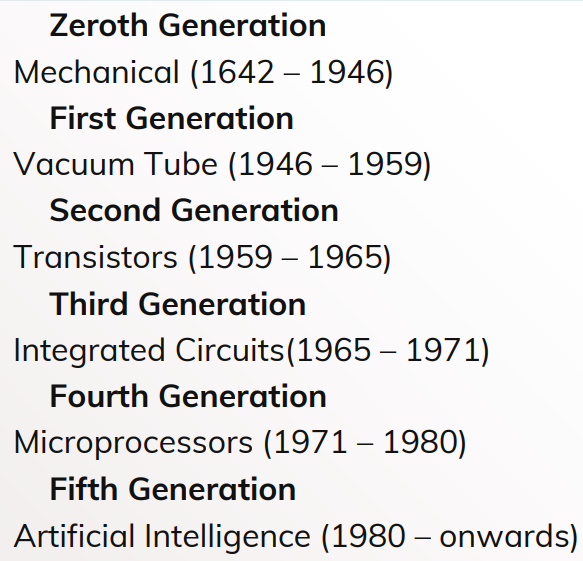 Zeroth Generation
Mechanical (1642 – 1946)
First Generation
Vacuum Tube (1946 – 1959)
Second Generation
Transistors (1959 – 1965)
Third Generation
Integrated Circuits(1965 – 1971)
Fourth Generation
Microprocessors (1971 – 1980)
Fifth Generation
Artificial Intelligence (1980 – onwards)